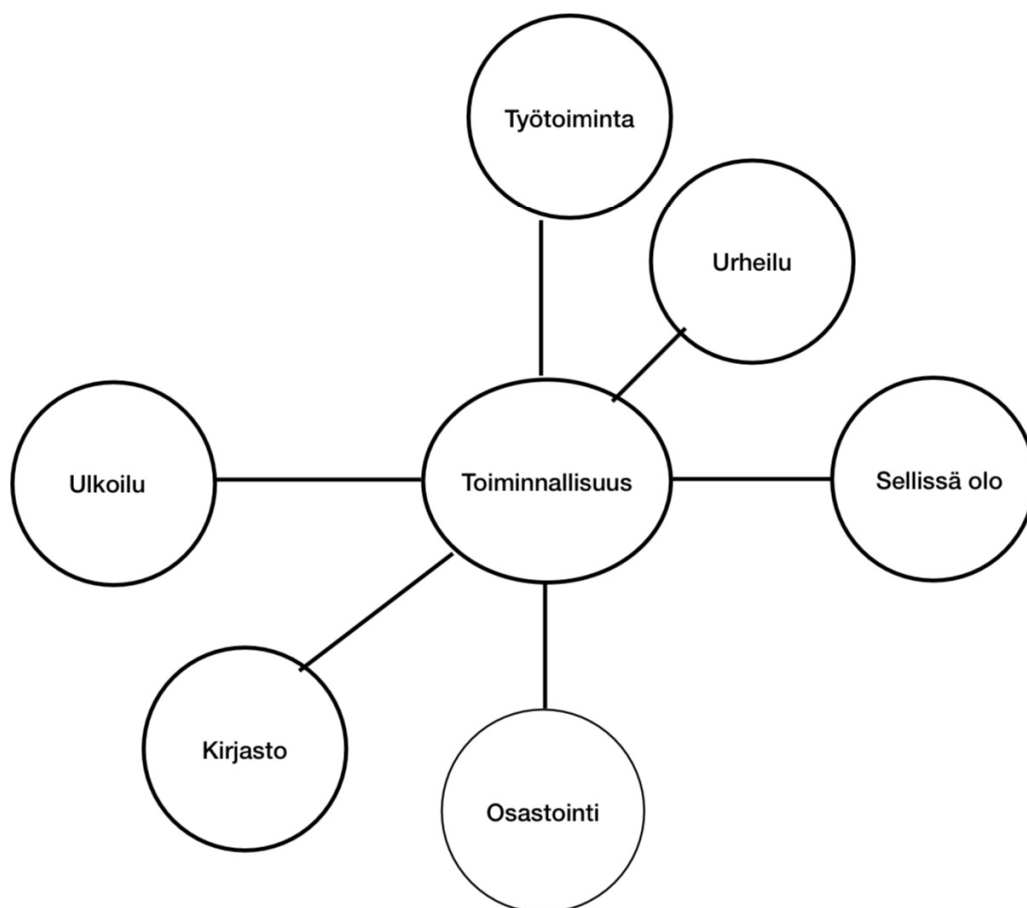 Työtoiminta
Urheilu
Ulkoilu
Toiminnallisuus
Sellissä olo
Kirjasto
Osastointi